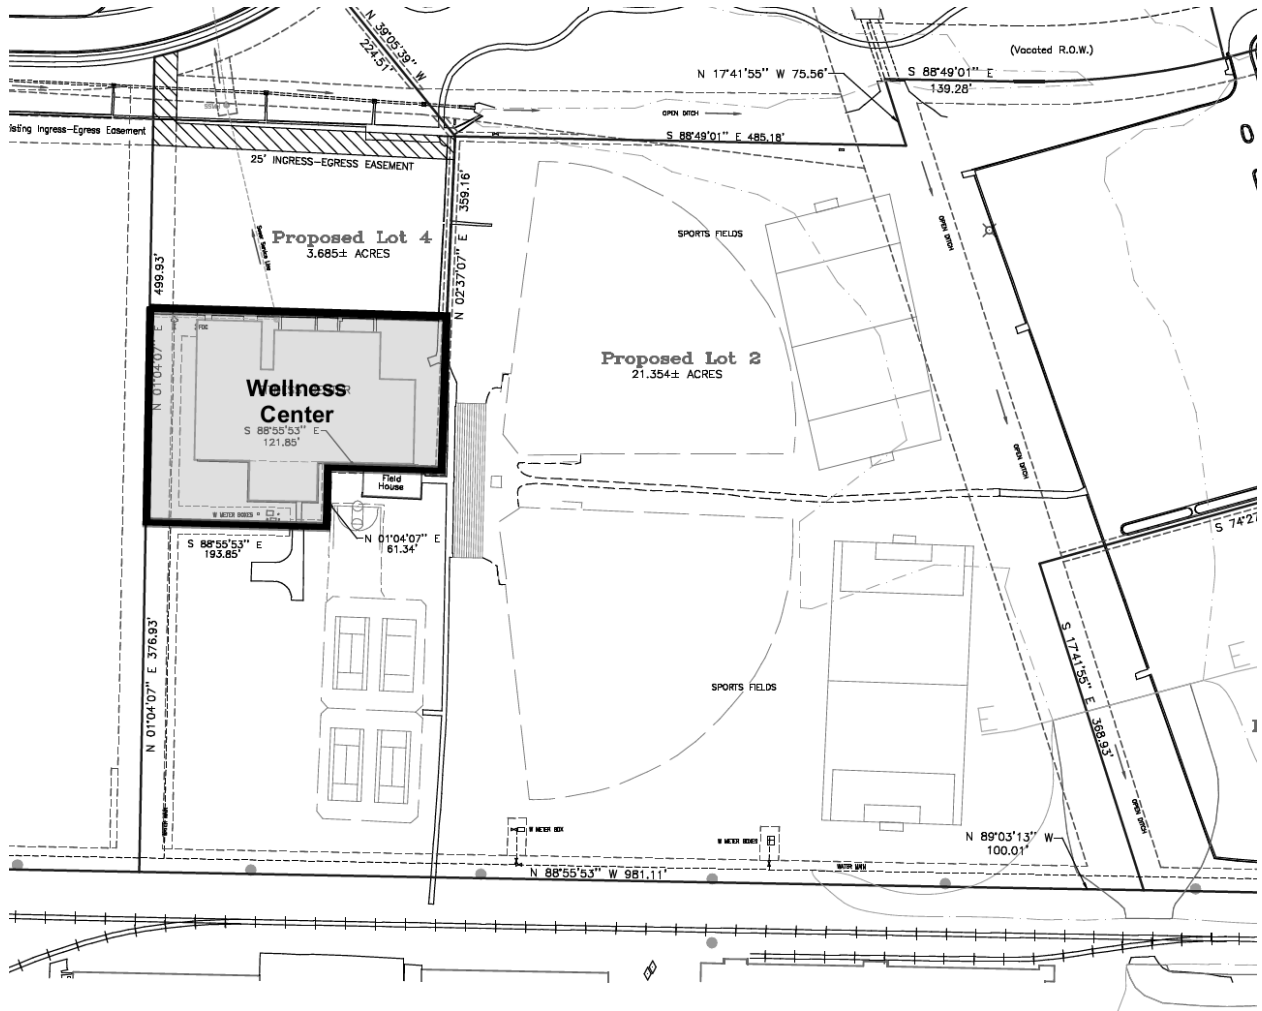 (Vacated R.O.W.)
N 39°05'39" W
224.51'
N 17°41'55" W 75.56'
S 88°49'01" E
139.28'
OPEN DITCH
S 88°49'01" E 485.18'
Existing Ingress-Egress Easement
25' INGRESS-EGRESS EASEMENT
N 02°37'07" E 359.16'
Proposed Lot 4
3.685± ACRES
Sewer Service Line
SPORTS FIELDS
OPEN DITCH
N 01°04'07" E 499.93'
Proposed Lot 2
21.354± ACRES
Wellness
Center
S 88°55'53" E
121.85'
Field
House
OPEN DITCH
W METER BOXES
S 88°55'53" E
193.85'
N 01°04'07" E
61.34'
S 74°27
N 01°04'07" E 376.93'
S 17°41'55" E 368.93'
SPORTS FIELDS
OPEN DITCH
WATER MAIN
W METER BOX
W METER BOXES
N 89°03'13" W
100.01'
WATER MAIN
N 88°55'53" W 981.11'